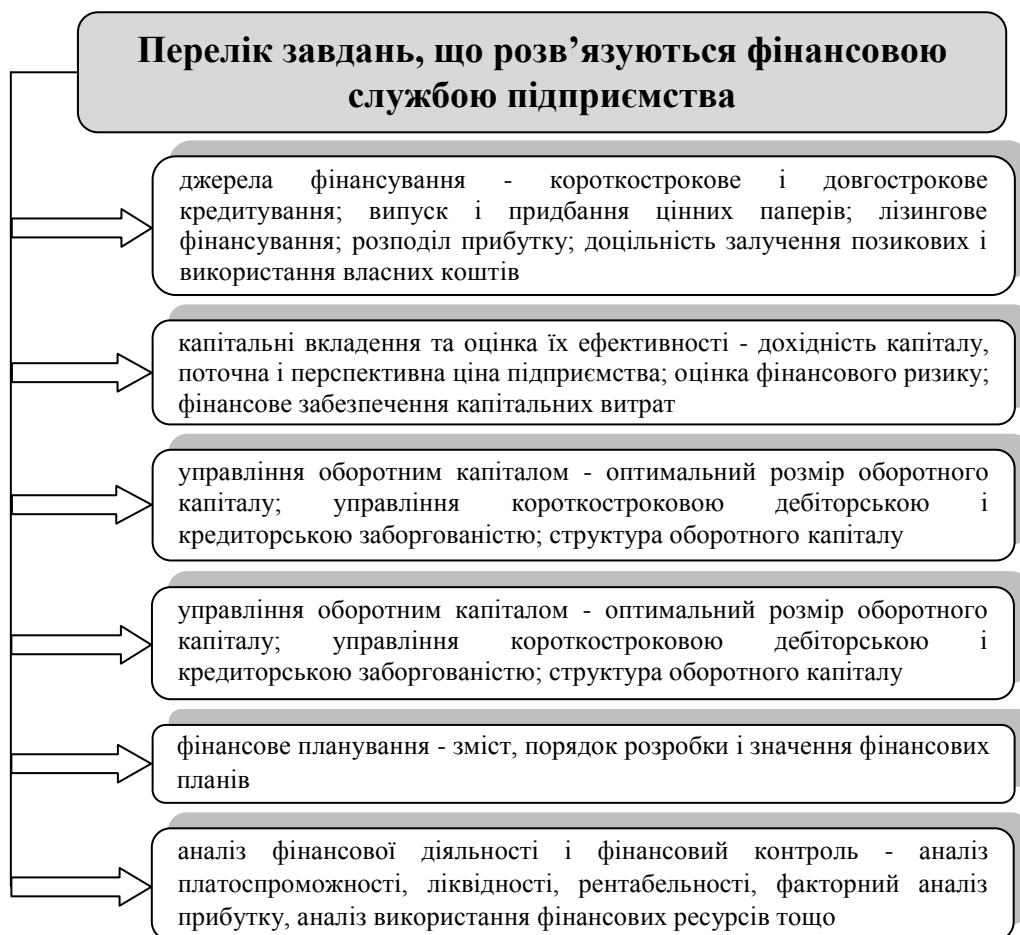 Перелік завдань, що розв’язуються фінансовою
службою підприємства
джерела фінансування - короткострокове і довгострокове
кредитування; випуск і придбання цінних паперів; лізингове
фінансування; розподіл прибутку; доцільність залучення позикових і
використання власних коштів
капітальні вкладення та оцінка їх ефективності - дохідність капіталу,
поточна і перспективна ціна підприємства; оцінка фінансового ризику;
фінансове забезпечення капітальних витрат
управління оборотним капіталом - оптимальний розмір оборотного
капіталу; управління короткостроковою дебіторською і
кредиторською заборгованістю; структура оборотного капіталу
управління оборотним капіталом - оптимальний розмір оборотного
капіталу; управління короткостроковою дебіторською і
кредиторською заборгованістю; структура оборотного капіталу
фінансове планування - зміст, порядок розробки і значення фінансових
планів
аналіз фінансової діяльності і фінансовий контроль - аналіз
платоспроможності, ліквідності, рентабельності, факторний аналіз
прибутку, аналіз використання фінансових ресурсів тощо